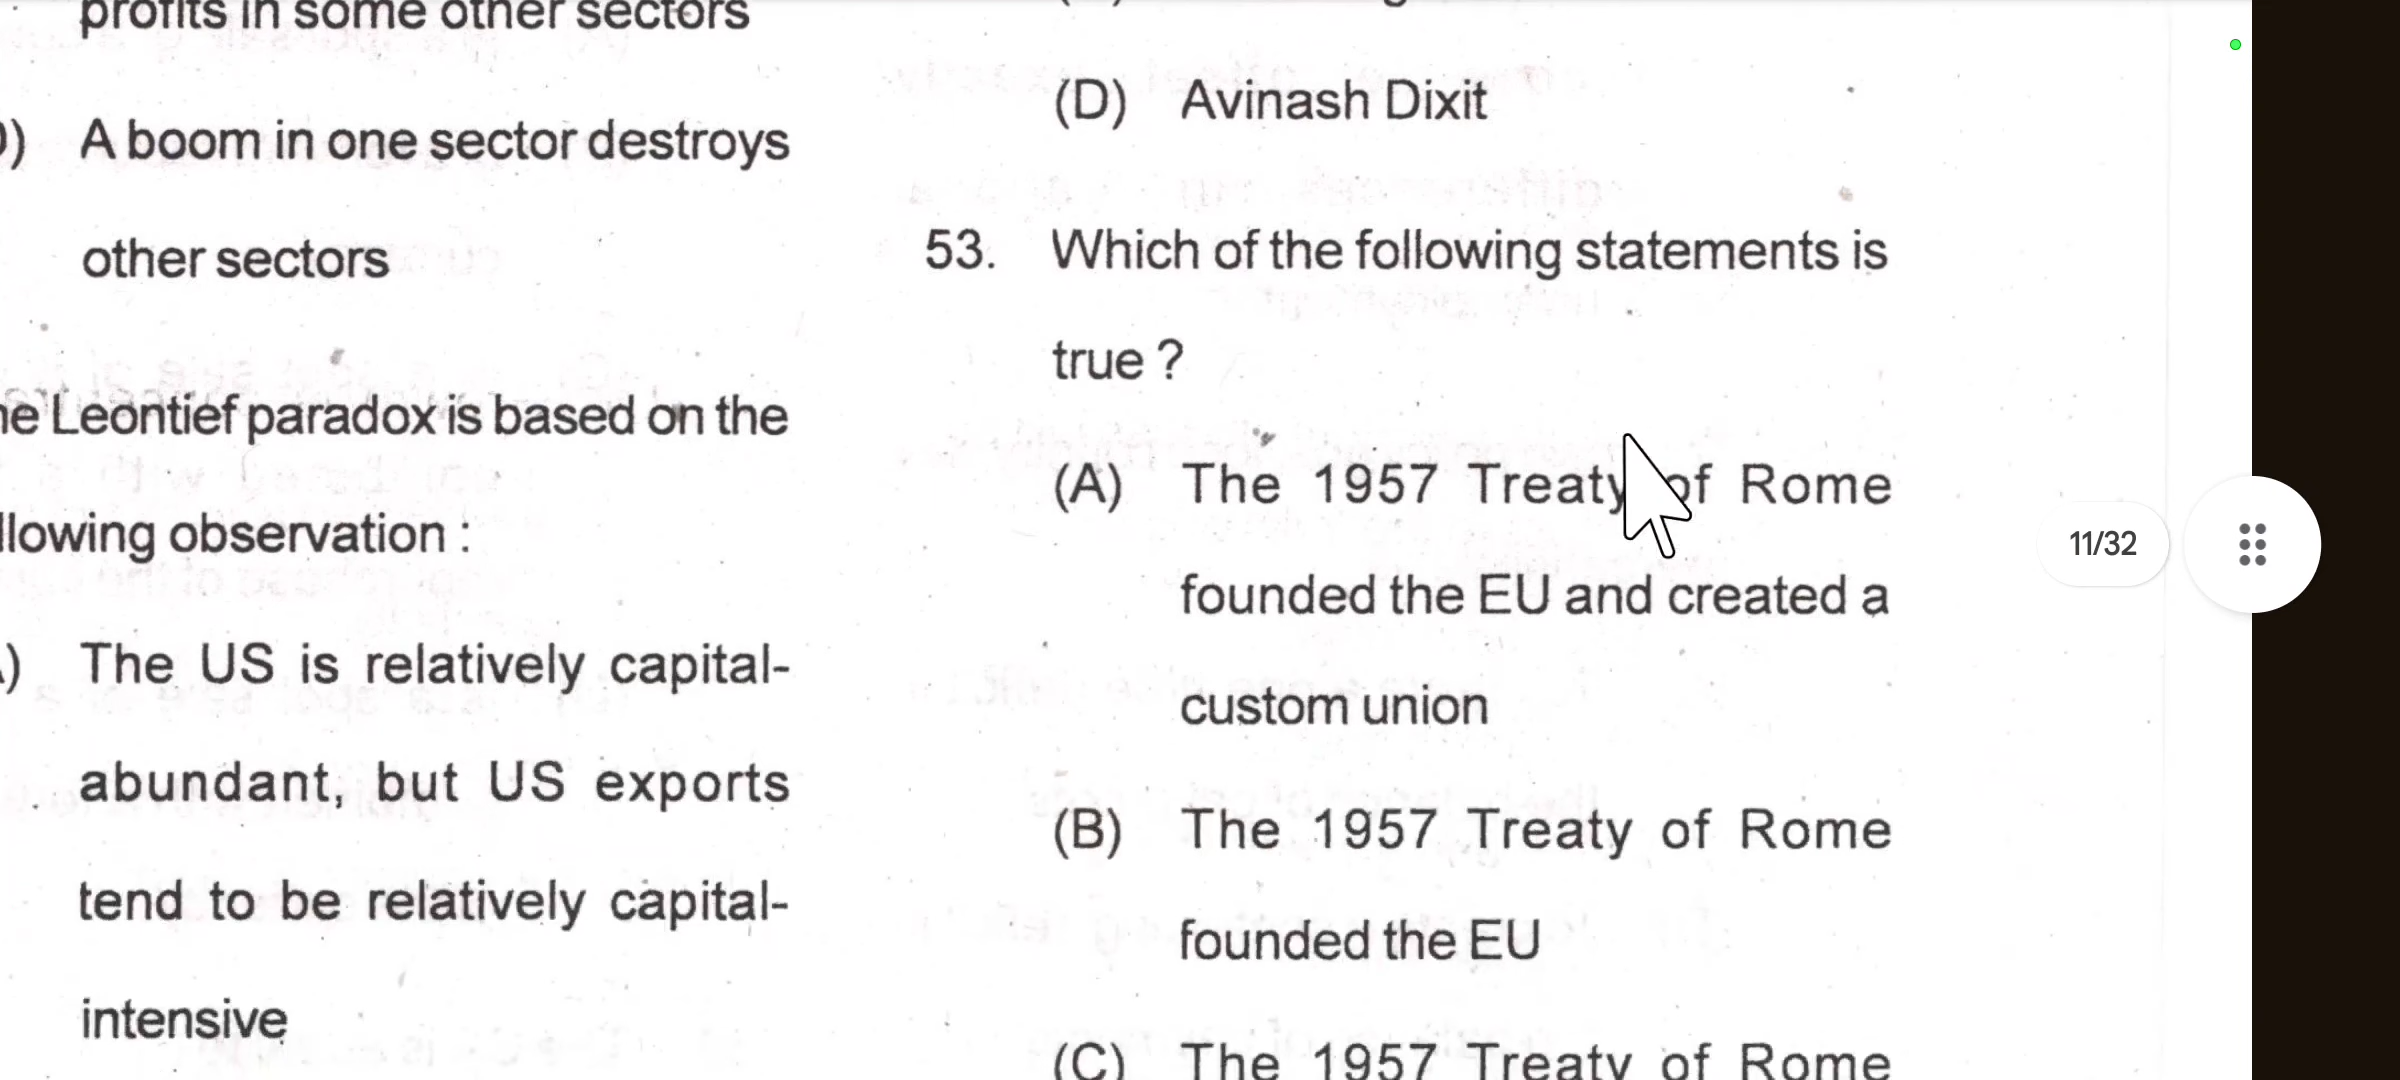 profits in some other sectors
) A boom in one sector destroys
other sectors
he Leontief paradox is based on the
llowing observation :
) The US is relatively capital-
abundant, but US exports
tend to be relatively capital-
intensive
(D) Avinash Dixit
53. Which of the following statements is
true ?
(A) The 1957 Treaty of Rome
founded the EU and created a
custom union
(B) The 1957 Treaty of Rome
founded the EU
(C) The 1957 Treaty of Rome
11/32